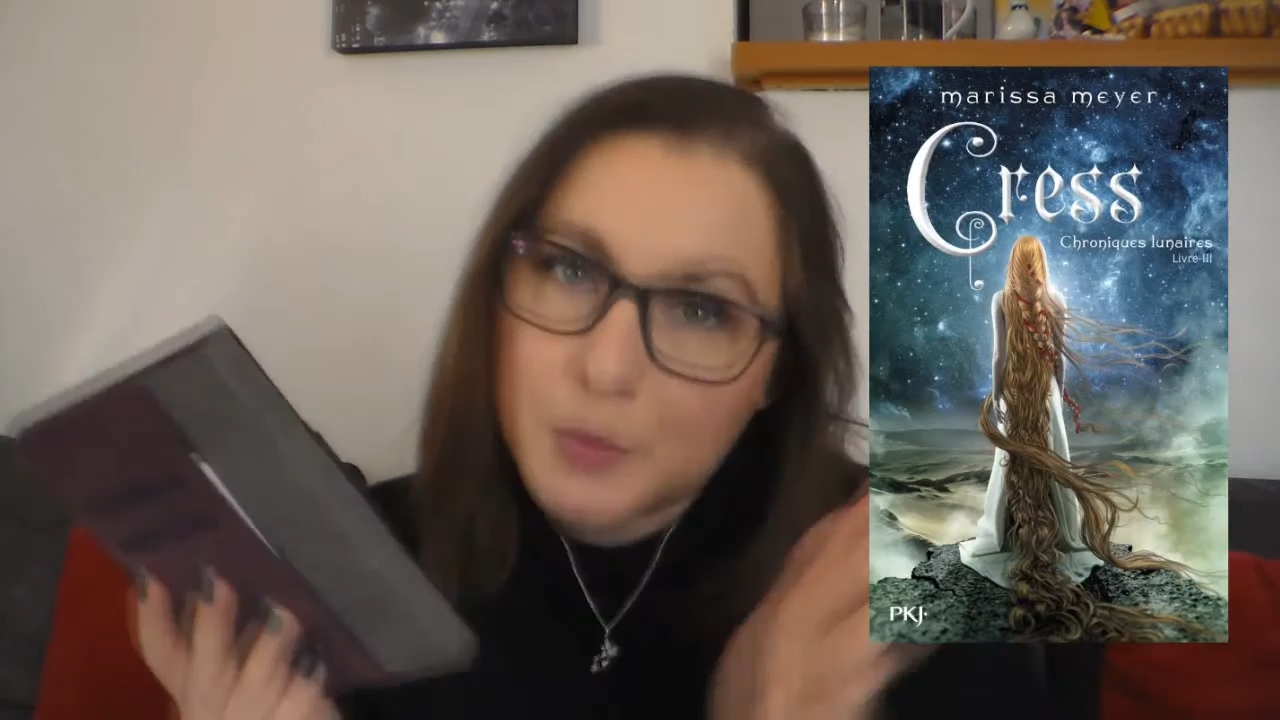 marissa meyer
Cress
Chroniques lunaires
Livre III
PKJ·